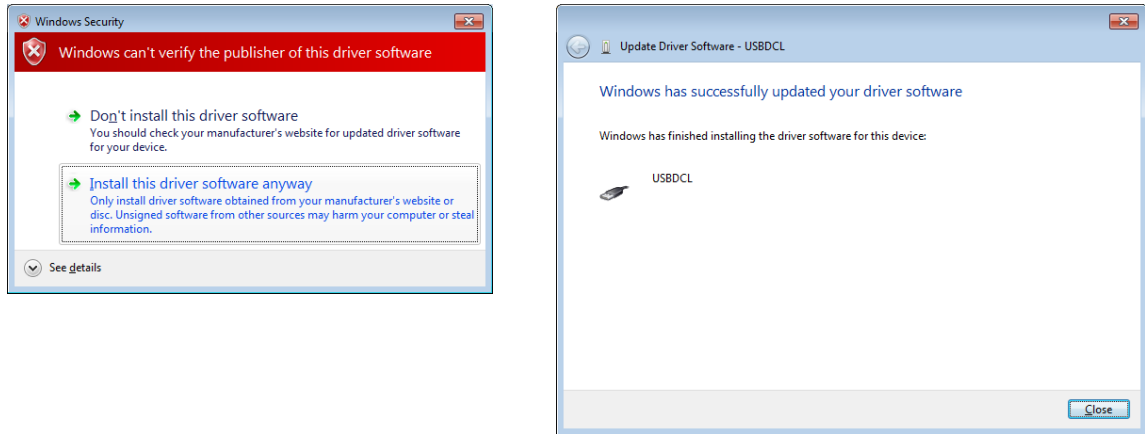 Windows Security
Windows can't verify the publisher of this driver software
Don't install this driver software
You should check your manufacturer's website for updated driver software
for your device.
Install this driver software anyway
Only install driver software obtained from your manufacturer's website or
disc. Unsigned software from other sources may harm your computer or steal
information.
See details
Update Driver Software - USBDCL
Windows has successfully updated your driver software
Windows has finished installing the driver software for this device:
USBDCL
Close